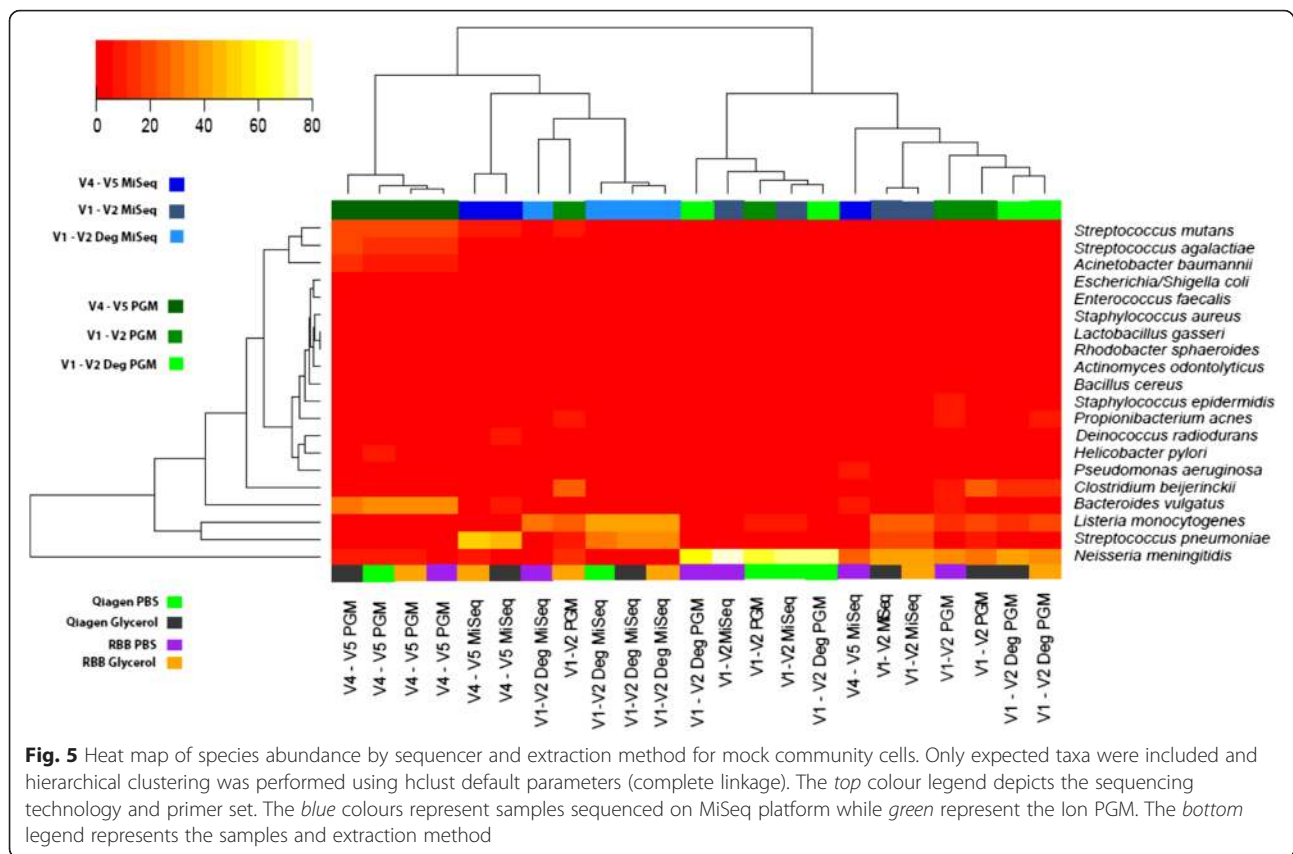 0 20 40 60 80
V4 - V5 MiSeq
V1 - V2 MiSeq
V1 - V2 Deg MiSeq
V4 - V5 PGM
V1 - V2 PGM
V1 - V2 Deg PGM
Qiagen PBS
Qiagen Glycerol
RBB PBS
RBB Glycerol
Streptococcus mutans
Streptococcus agalactiae
Acinetobacter baumannii
Escherichia/Shigella coli
Enterococcus faecalis
Staphylococcus aureus
Lactobacillus gasseri
Rhodobacter sphaeroides
Actinomyces odontolyticus
Bacillus cereus
Staphylococcus epidermidis
Propionibacterium acnes
Deinococcus radiodurans
Helicobacter pylori
Pseudomonas aeruginosa
Clostridium beijerinckii
Bacteroides vulgatus
Listeria monocytogenes
Streptococcus pneumoniae
Neisseria meningitidis
V4 - V5 PGM
V4 - V5 PGM
V4 - V5 PGM
V4 - V5 PGM
V4 - V5 MiSeq
V4 - V5 MiSeq
V1-V2 Deg MiSeq
V1-V2 PGM
V1-V2 Deg MiSeq
V1-V2 Deg MiSeq
V1-V2 Deg MiSeq
V1 - V2 Deg PGM
V1 - V2MiSeq
V1-V2 PGM
V1 - V2 MiSeq
V1 - V2 Deg PGM
V4 - V5 MiSeq
V1- V2 MiSeq
V1-V2 MiSeq
V1 - V2 PGM
V1 - V2 PGM
V1 - V2 Deg PGM
V1 - V2 Deg PGM
Fig. 5 Heat map of species abundance by sequencer and extraction method for mock community cells. Only expected taxa were included and
hierarchical clustering was performed using hclust default parameters (complete linkage). The top colour legend depicts the sequencing
technology and primer set. The blue colours represent samples sequenced on MiSeq platform while green represent the Ion PGM. The bottom
legend represents the samples and extraction method